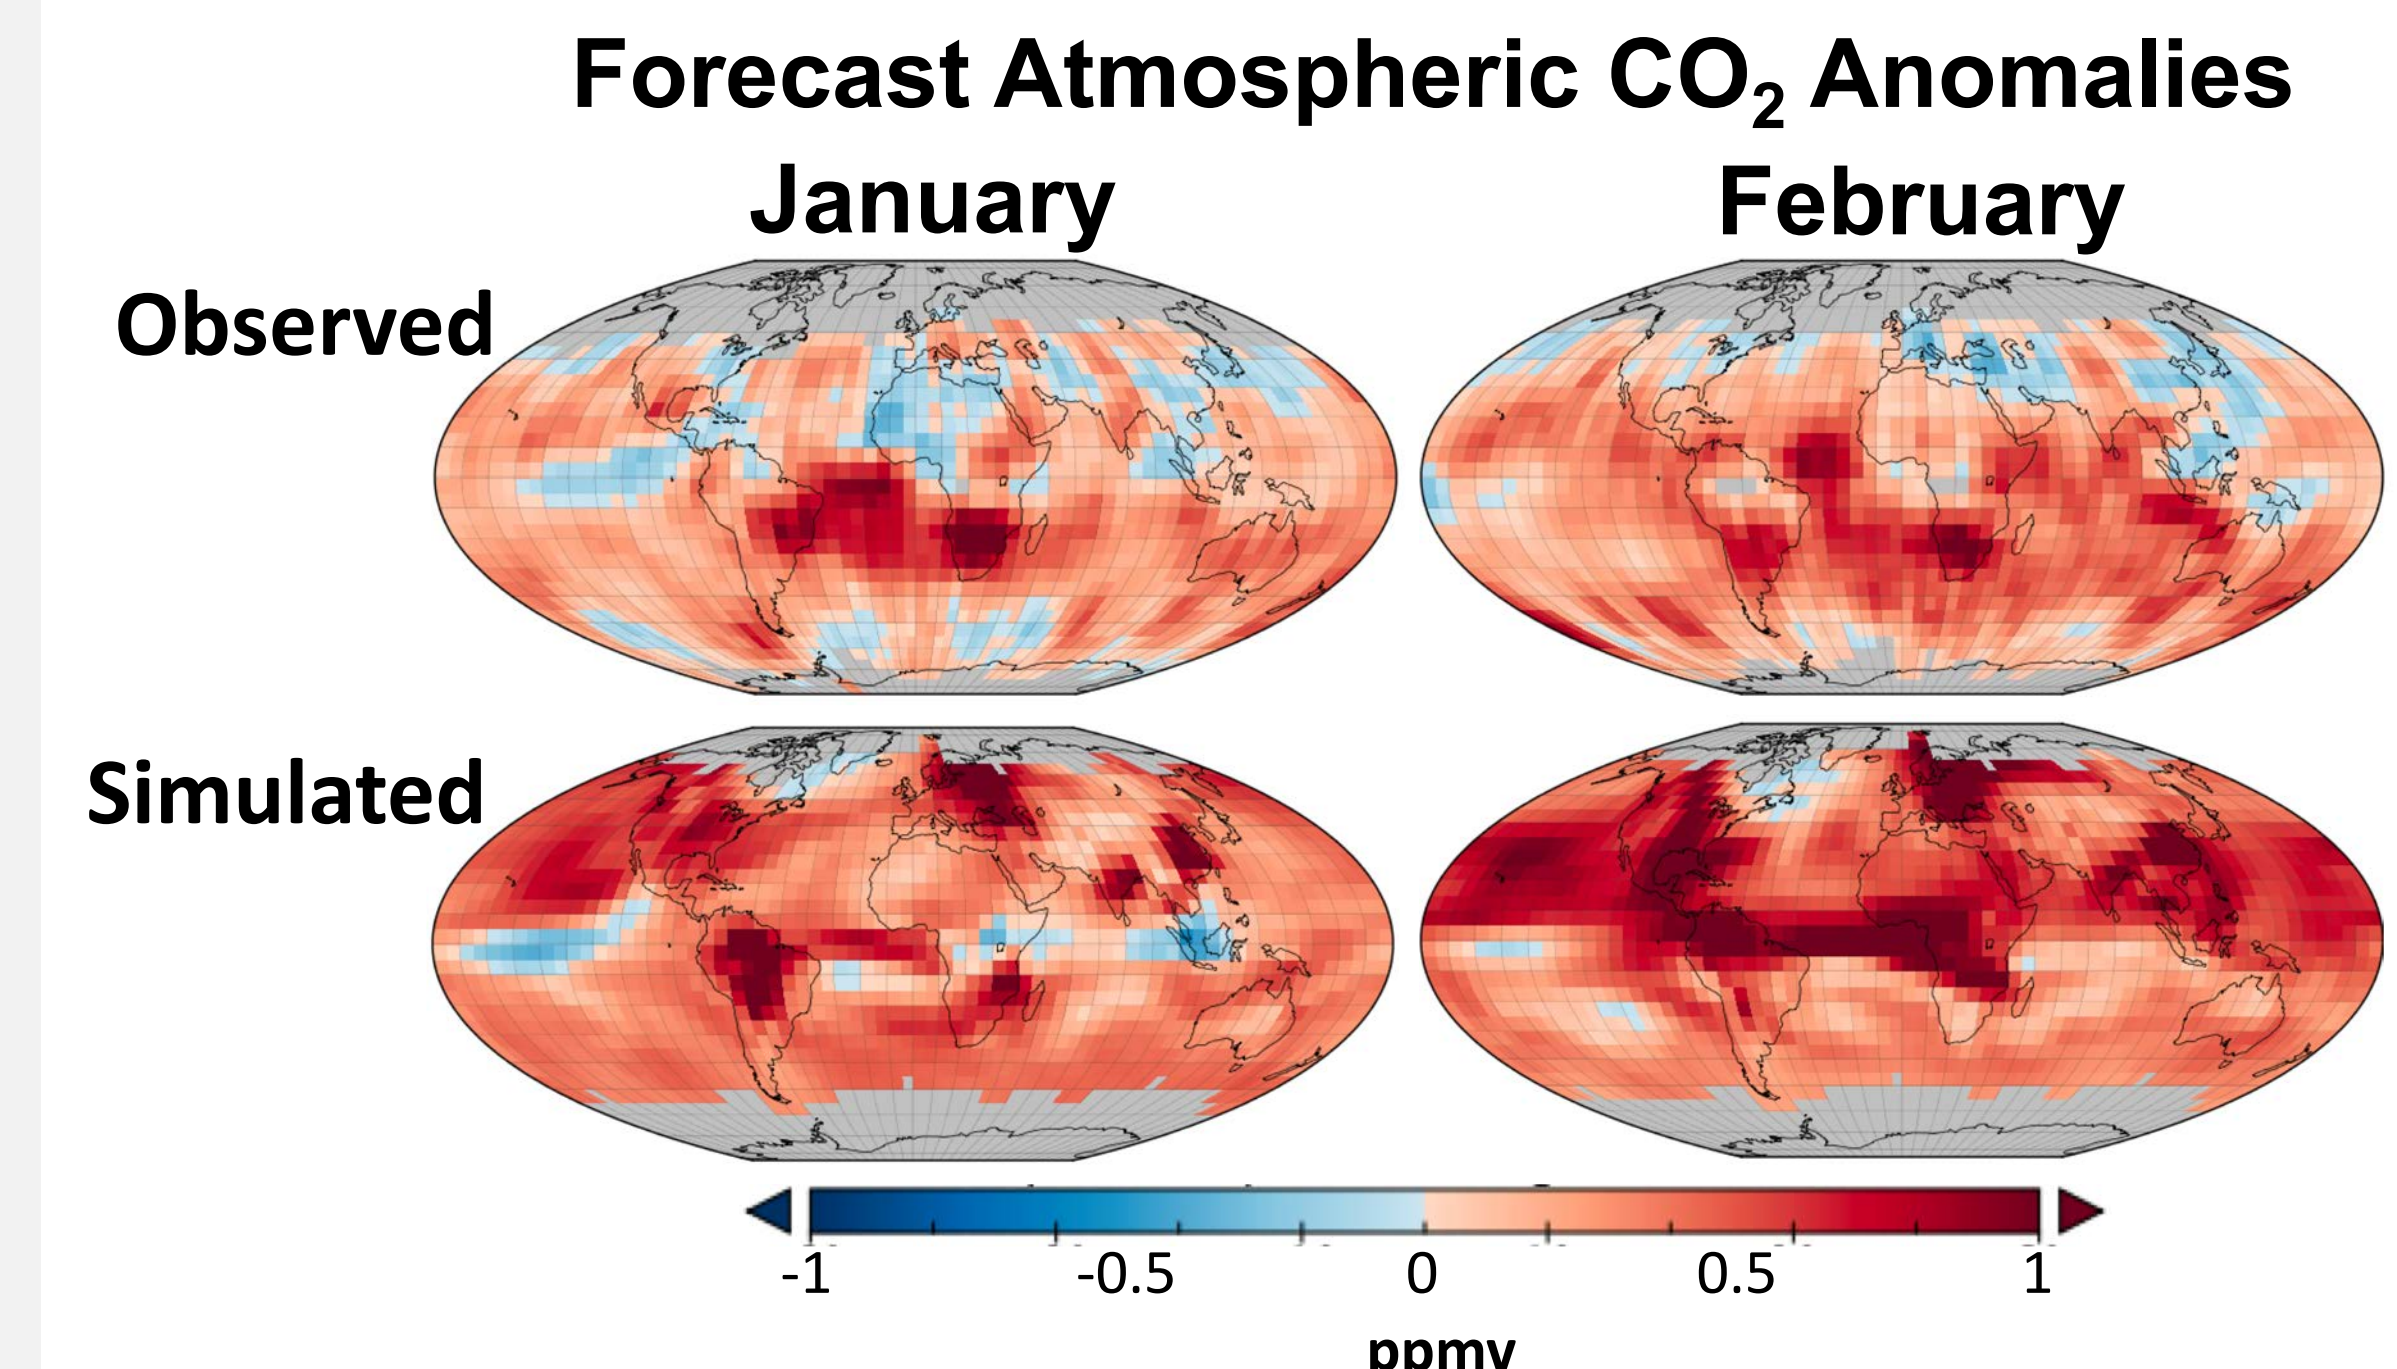 Forecast Atmospheric CO₂ Anomalies
January February
Observed
Simulated
-1 -0.5 0 0.5 1
ppmv